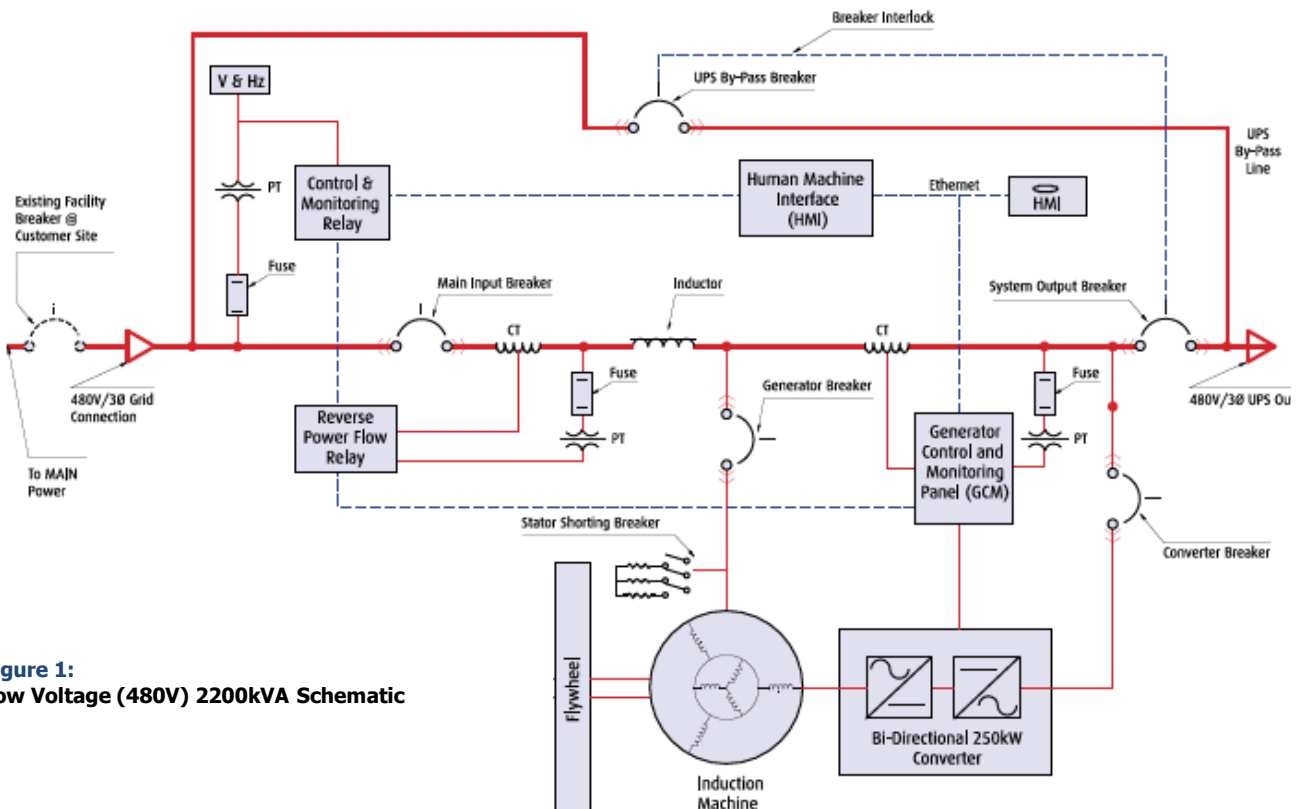 Breaker Interlock
V & Hz
UPS By-Pass Breaker
UPS
By-Pass
Line
PT
Control &
Monitoring
Relay
Human Machine
Interface
(HMI)
Ethernet
HMI
Existing Facility
Breaker @
Customer Site
Fuse
Main Input Breaker
Inductor
System Output Breaker
CT
CT
480V/3Ø Grid
Connection
Fuse
Generator Breaker
Fuse
480V/3Ø UPS Ou
Reverse
Power Flow
Relay
PT
Generator
Control and
Monitoring
Panel (GCM)
PT
To MAIN
Power
Stator Shorting Breaker
Converter Breaker
gure 1:
ow Voltage (480V) 2200kVA Schematic
Flywheel
Bi-Directional 250kW
Converter
Induction
Machine